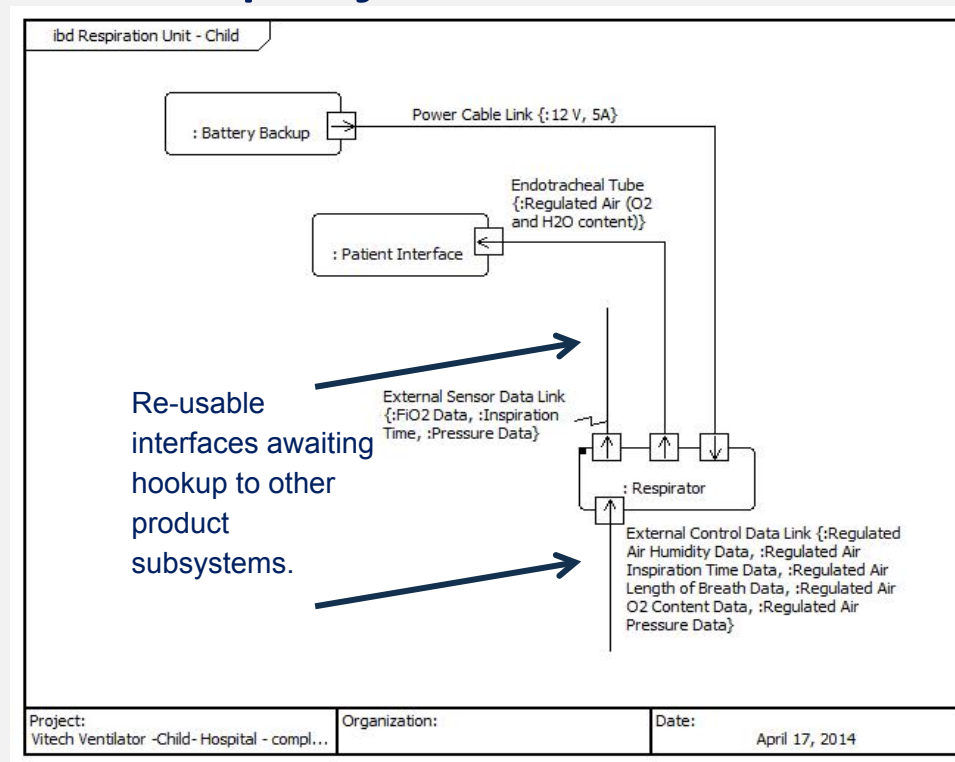 ibd Respiration Unit - Child
: Battery Backup
Power Cable Link {:12 V, 5A}
Endotracheal Tube
{:Regulated Air (O2
and H2O content)}
: Patient Interface
Re-usable
interfaces awaiting
hookup to other
product
subsystems.
External Sensor Data Link
{:FiO2 Data, :Inspiration
Time, :Pressure Data}
: Respirator
External Control Data Link {:Regulated
Air Humidity Data, :Regulated Air
Inspiration Time Data, :Regulated Air
Length of Breath Data, :Regulated Air
O2 Content Data, :Regulated Air
Pressure Data}
Project:
Vitech Ventilator -Child- Hospital - compl...
Organization:
Date:
April 17, 2014